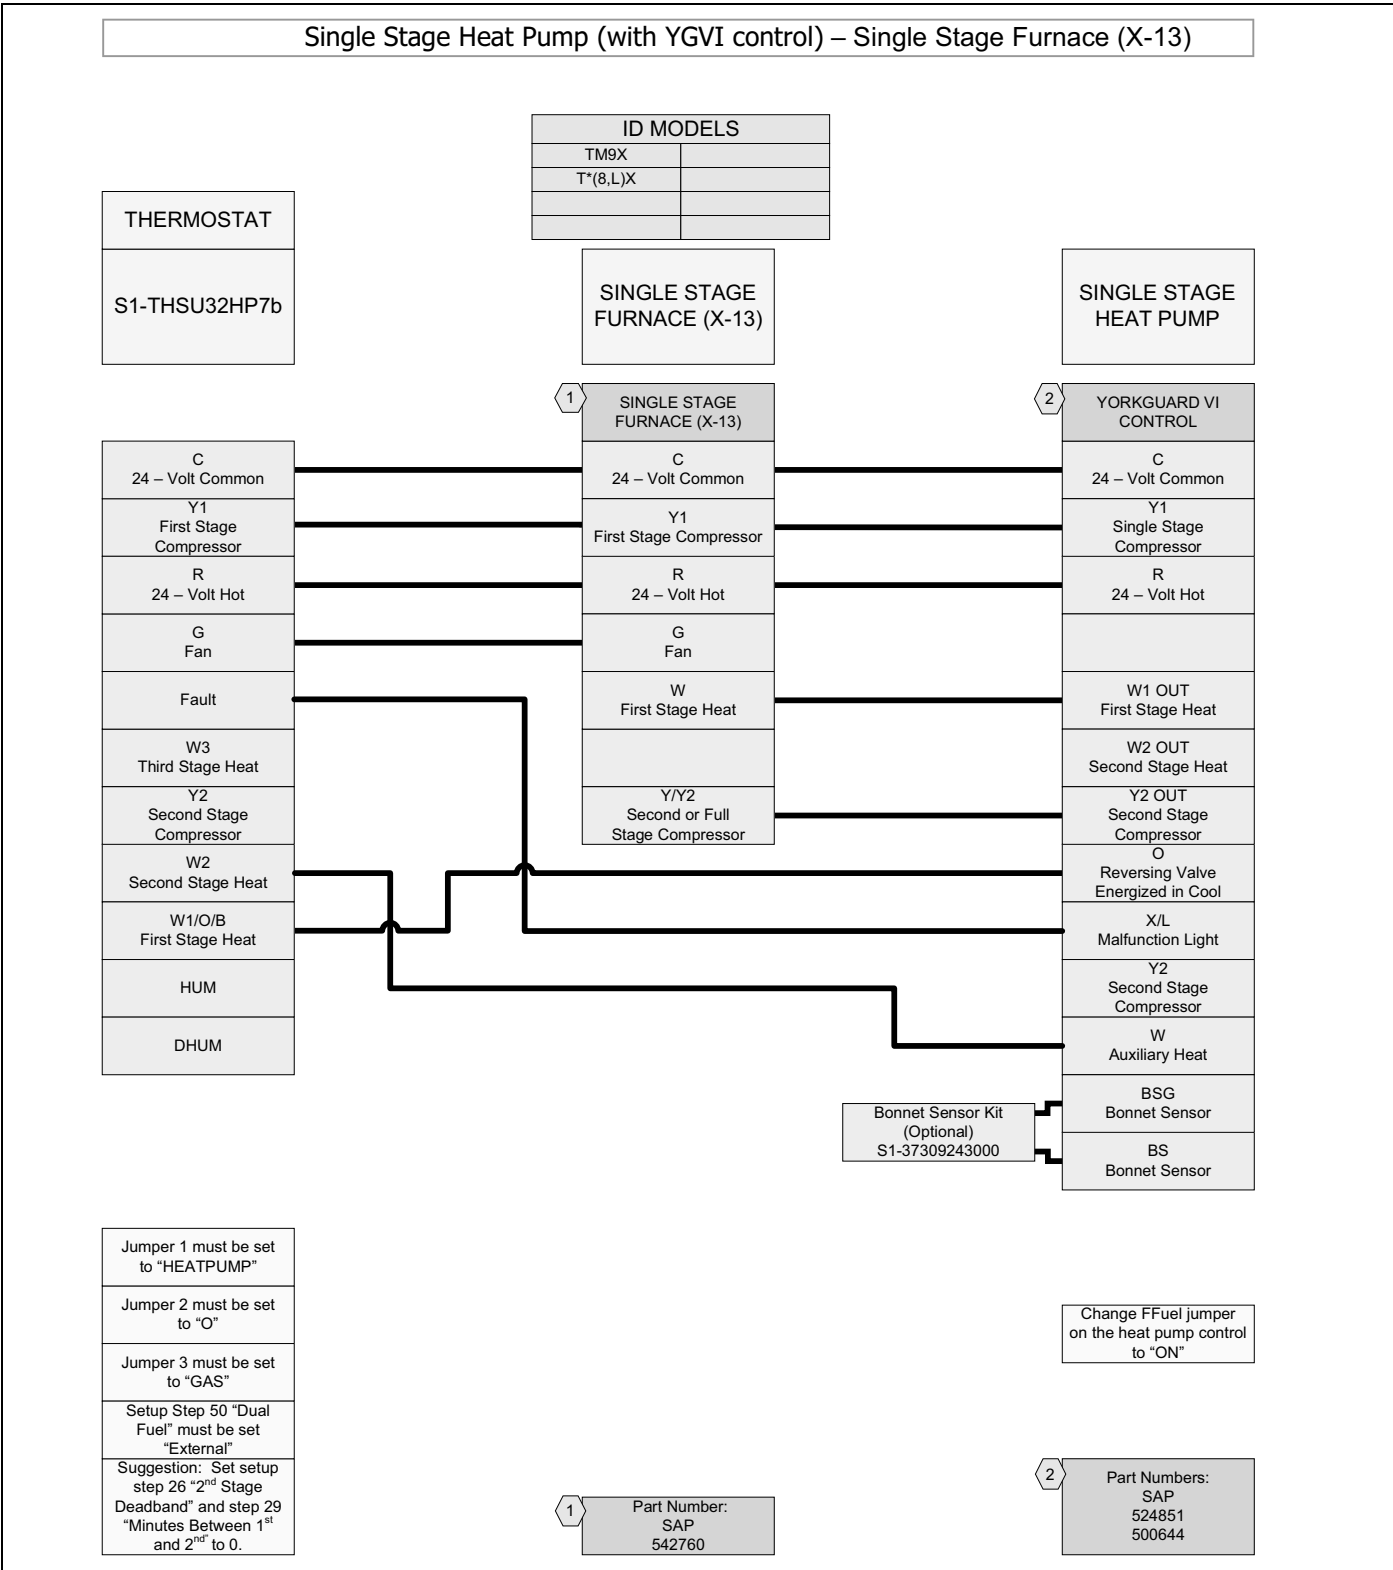 Single Stage Heat Pump (with YGVI control) – Single Stage Furnace (X-13)
ID MODELS
TM9X
T*(8,L)X
THERMOSTAT
S1-THSU32HP7b
SINGLE STAGE
FURNACE (X-13)
SINGLE STAGE
HEAT PUMP
1
SINGLE STAGE
FURNACE (X-13)
2
YORKGUARD VI
CONTROL
C
24 – Volt Common
Y1
First Stage
Compressor
R
24 – Volt Hot
G
Fan
Fault
W3
Third Stage Heat
Y2
Second Stage
Compressor
W2
Second Stage Heat
W1/O/B
First Stage Heat
HUM
DHUM
C
24 – Volt Common
Y1
First Stage Compressor
R
24 – Volt Hot
G
Fan
W
First Stage Heat
Y/Y2
Second or Full
Stage Compressor
C
24 – Volt Common
Y1
Single Stage
Compressor
R
24 – Volt Hot
W1 OUT
First Stage Heat
W2 OUT
Second Stage Heat
Y2 OUT
Second Stage
Compressor
O
Reversing Valve
Energized in Cool
X/L
Malfunction Light
Y2
Second Stage
Compressor
W
Auxiliary Heat
BSG
Bonnet Sensor
BS
Bonnet Sensor
Bonnet Sensor Kit
(Optional)
S1-37309243000
Jumper 1 must be set
to “HEATPUMP”
Jumper 2 must be set
to “O”
Jumper 3 must be set
to “GAS”
Setup Step 50 “Dual
Fuel” must be set
“External”
Suggestion: Set setup
step 26 “2nd Stage
Deadband” and step 29
“Minutes Between 1st
and 2nd” to 0.
Change FFuel jumper
on the heat pump control
to “ON”
1
Part Number:
SAP
542760
2
Part Numbers:
SAP
524851
500644